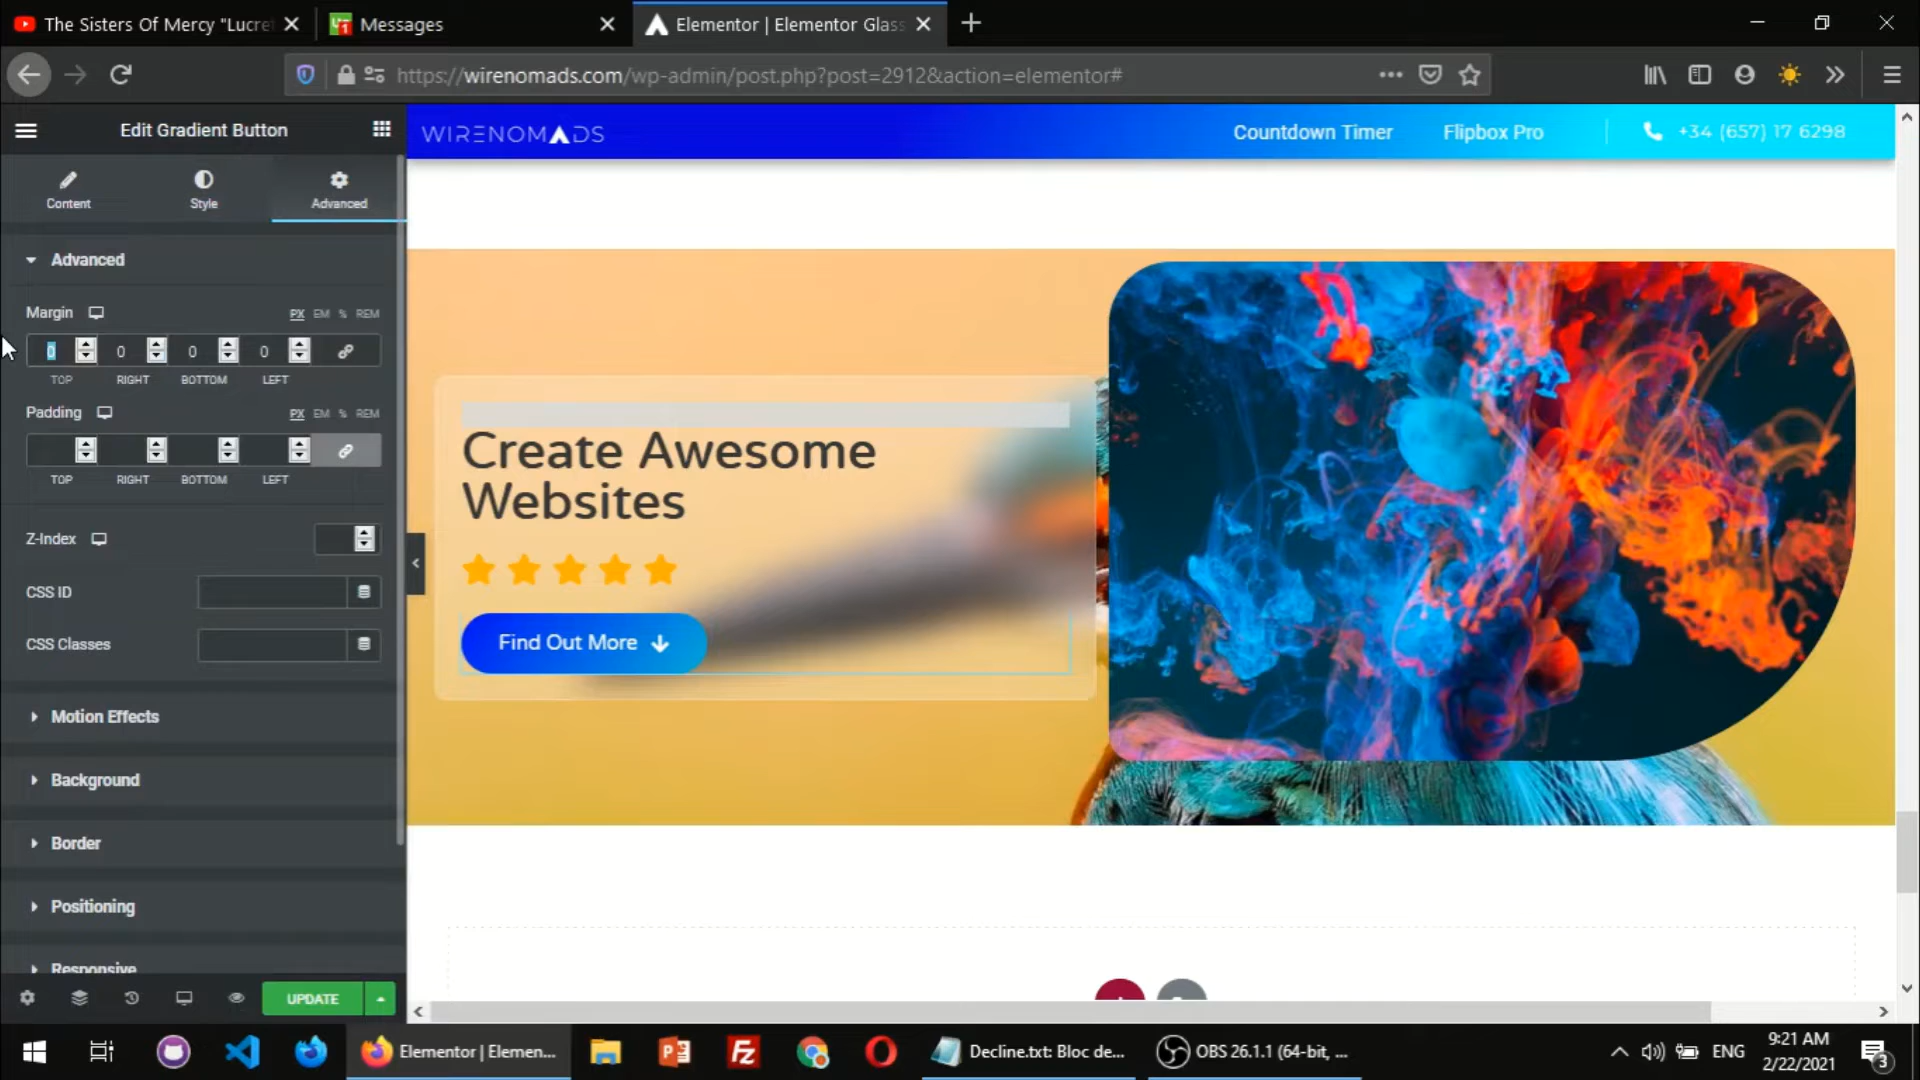 The Sisters Of Mercy "Lucre
Messages
Elementor | Elementor Glass
https://wirenomads.com/wp-admin/post.php?post=2912&action=elementor#
Edit Gradient Button
WIRENOMADS
Countdown Timer
Flipbox Pro
+34 (657) 17 6298
Content
Style
Advanced
Advanced
Margin
PX EM % REM
0 0 0 0
TOP RIGHT BOTTOM LEFT
Padding
PX EM % REM
TOP RIGHT BOTTOM LEFT
Z-Index
CSS ID
CSS Classes
Motion Effects
Background
Border
Positioning
Responsive
UPDATE
Create Awesome
Websites
Find Out More
Elementor | Elemen...
Decline.txt: Bloc de...
OBS 26.1.1 (64-bit, ...
ENG
9:21 AM
2/22/2021
3